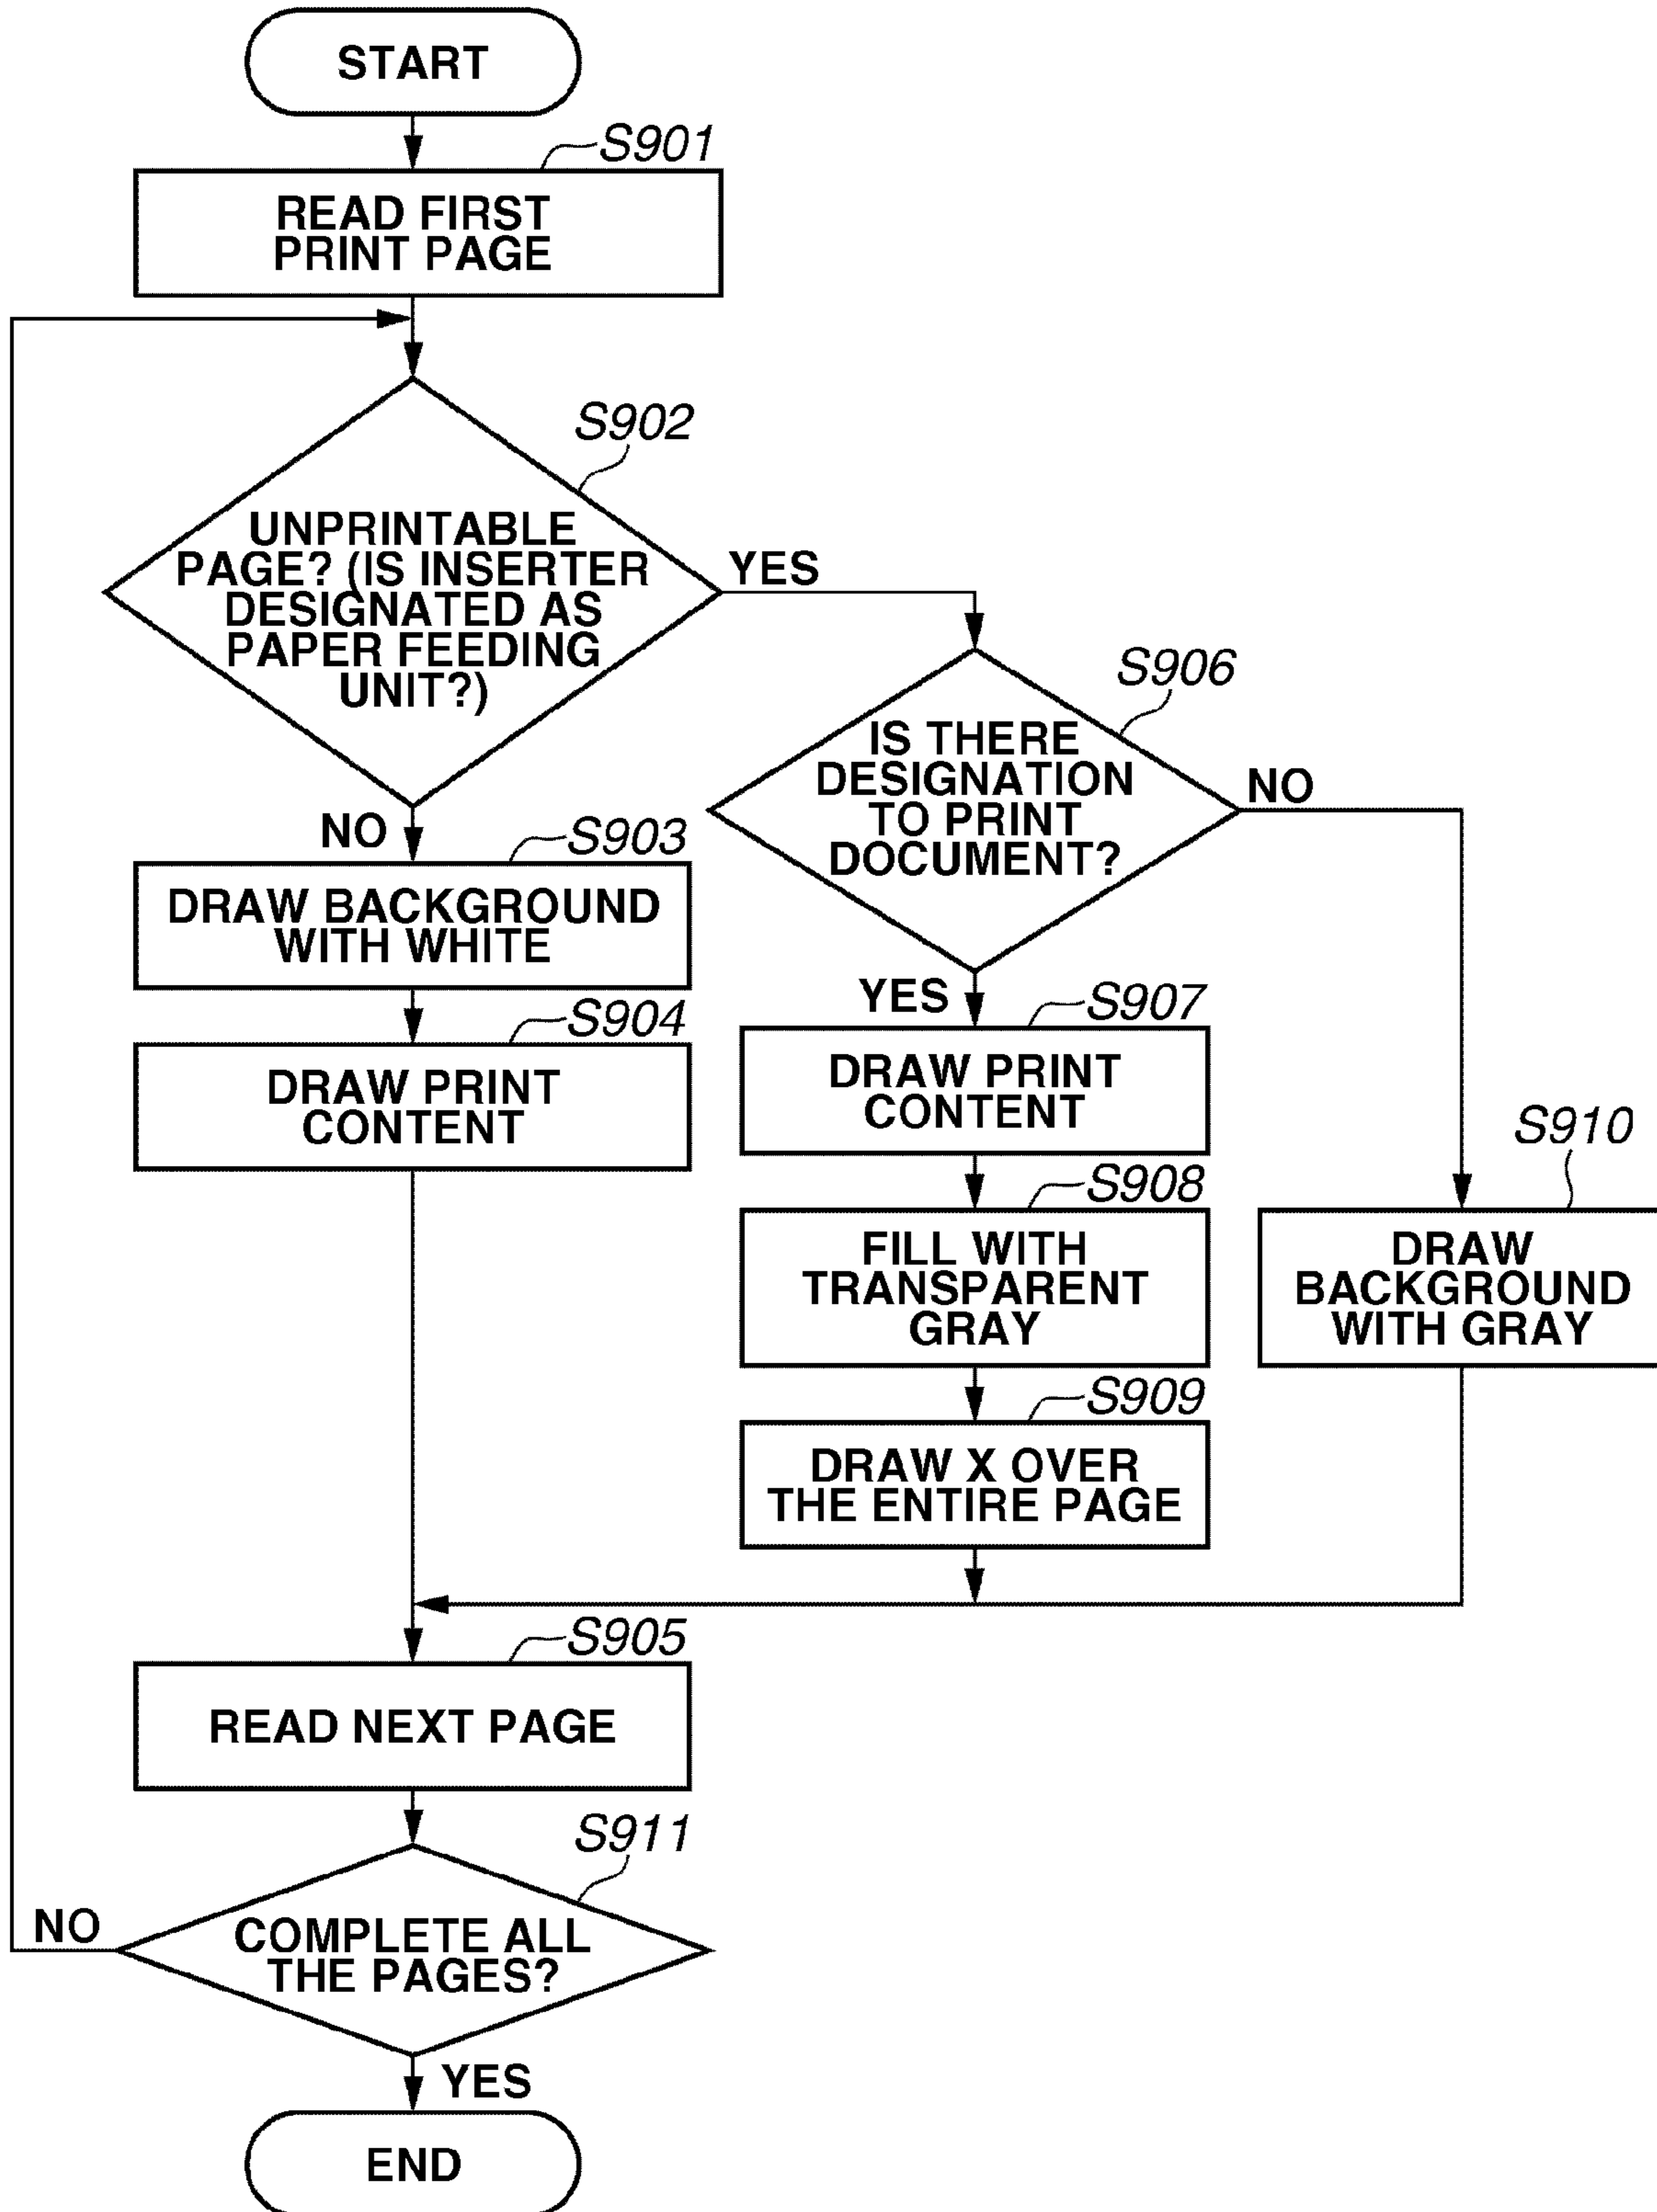 START
S901
READ FIRST
PRINT PAGE
S902
UNPRINTABLE
PAGE? (IS INSERTER
DESIGNATED AS
PAPER FEEDING
UNIT?)
YES
NO
S903
DRAW BACKGROUND
WITH WHITE
S904
DRAW PRINT
CONTENT
S906
IS THERE
DESIGNATION
TO PRINT
DOCUMENT?
NO
YES
S907
DRAW PRINT
CONTENT
S908
FILL WITH
TRANSPARENT
GRAY
S909
DRAW X OVER
THE ENTIRE PAGE
S910
DRAW
BACKGROUND
WITH GRAY
S905
READ NEXT PAGE
S911
COMPLETE ALL
THE PAGES?
NO
YES
END